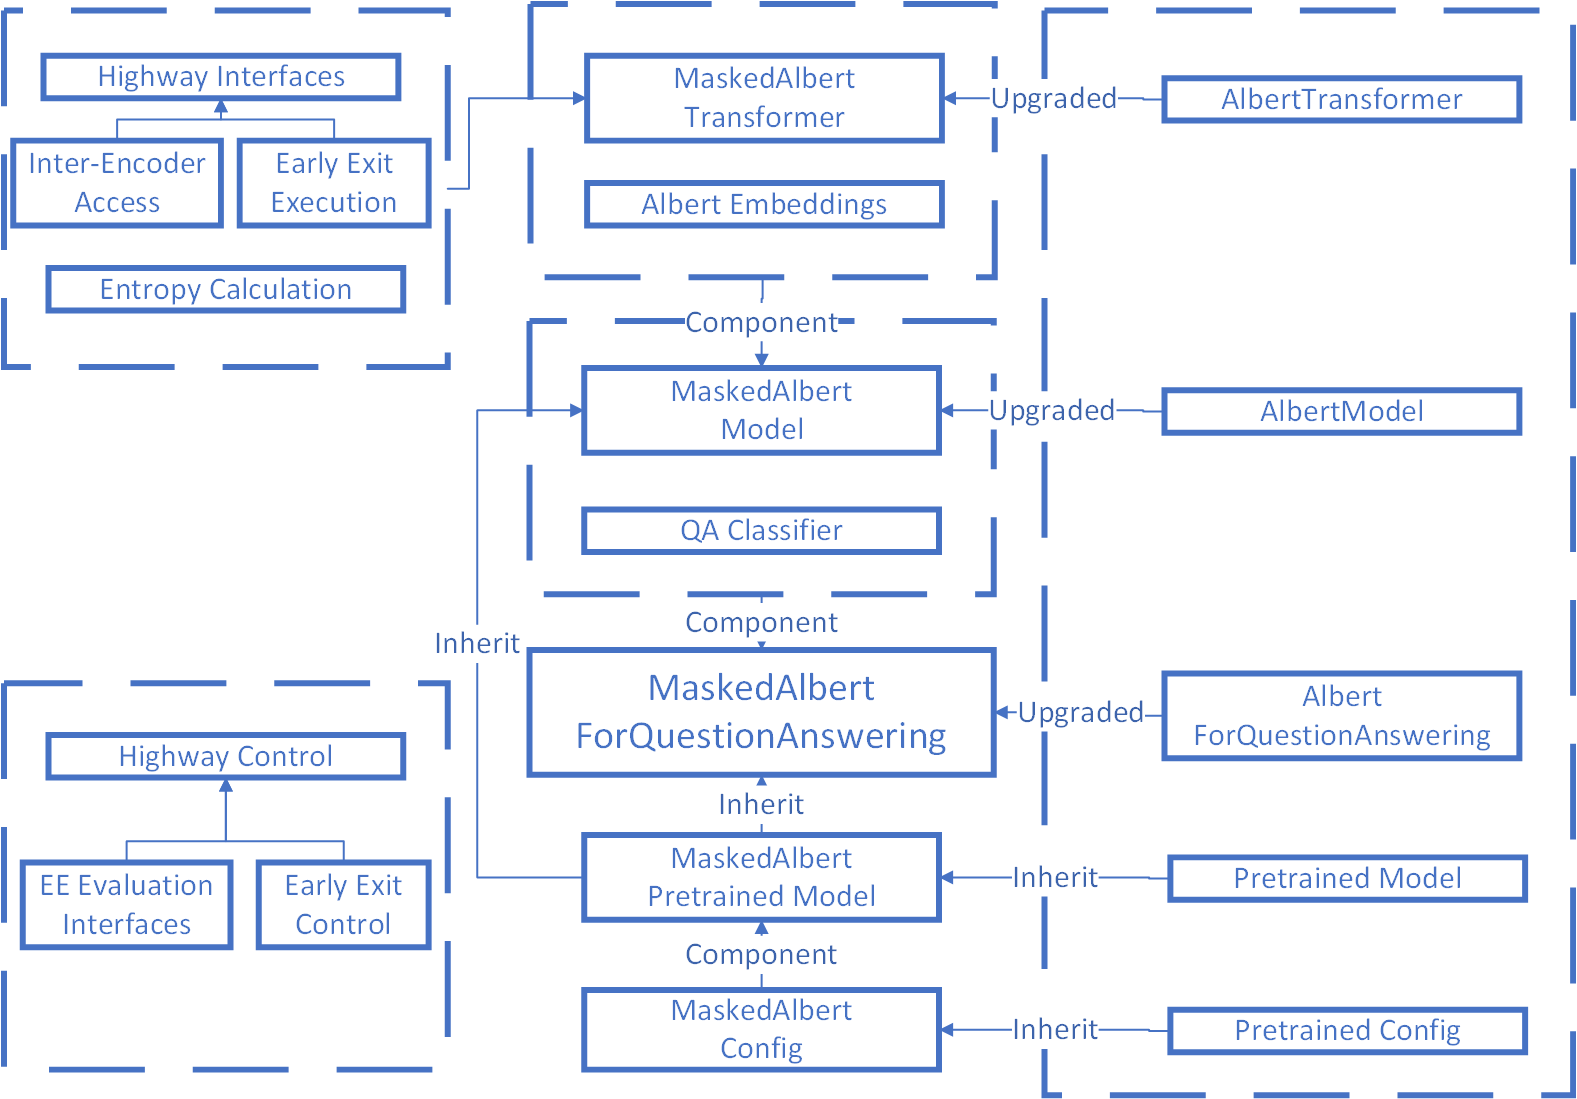 Highway Interfaces
Inter-Encoder
Access
Early Exit
Execution
Entropy Calculation
MaskedAlbert
Transformer
Albert Embeddings
Upgraded
AlbertTransformer
Component
MaskedAlbert
Model
Upgraded
AlbertModel
QA Classifier
Component
Inherit
MaskedAlbert
ForQuestionAnswering
Upgraded
Albert
ForQuestionAnswering
Highway Control
EE Evaluation
Interfaces
Early Exit
Control
Inherit
MaskedAlbert
Pretrained Model
Inherit
Pretrained Model
Component
MaskedAlbert
Config
Inherit
Pretrained Config